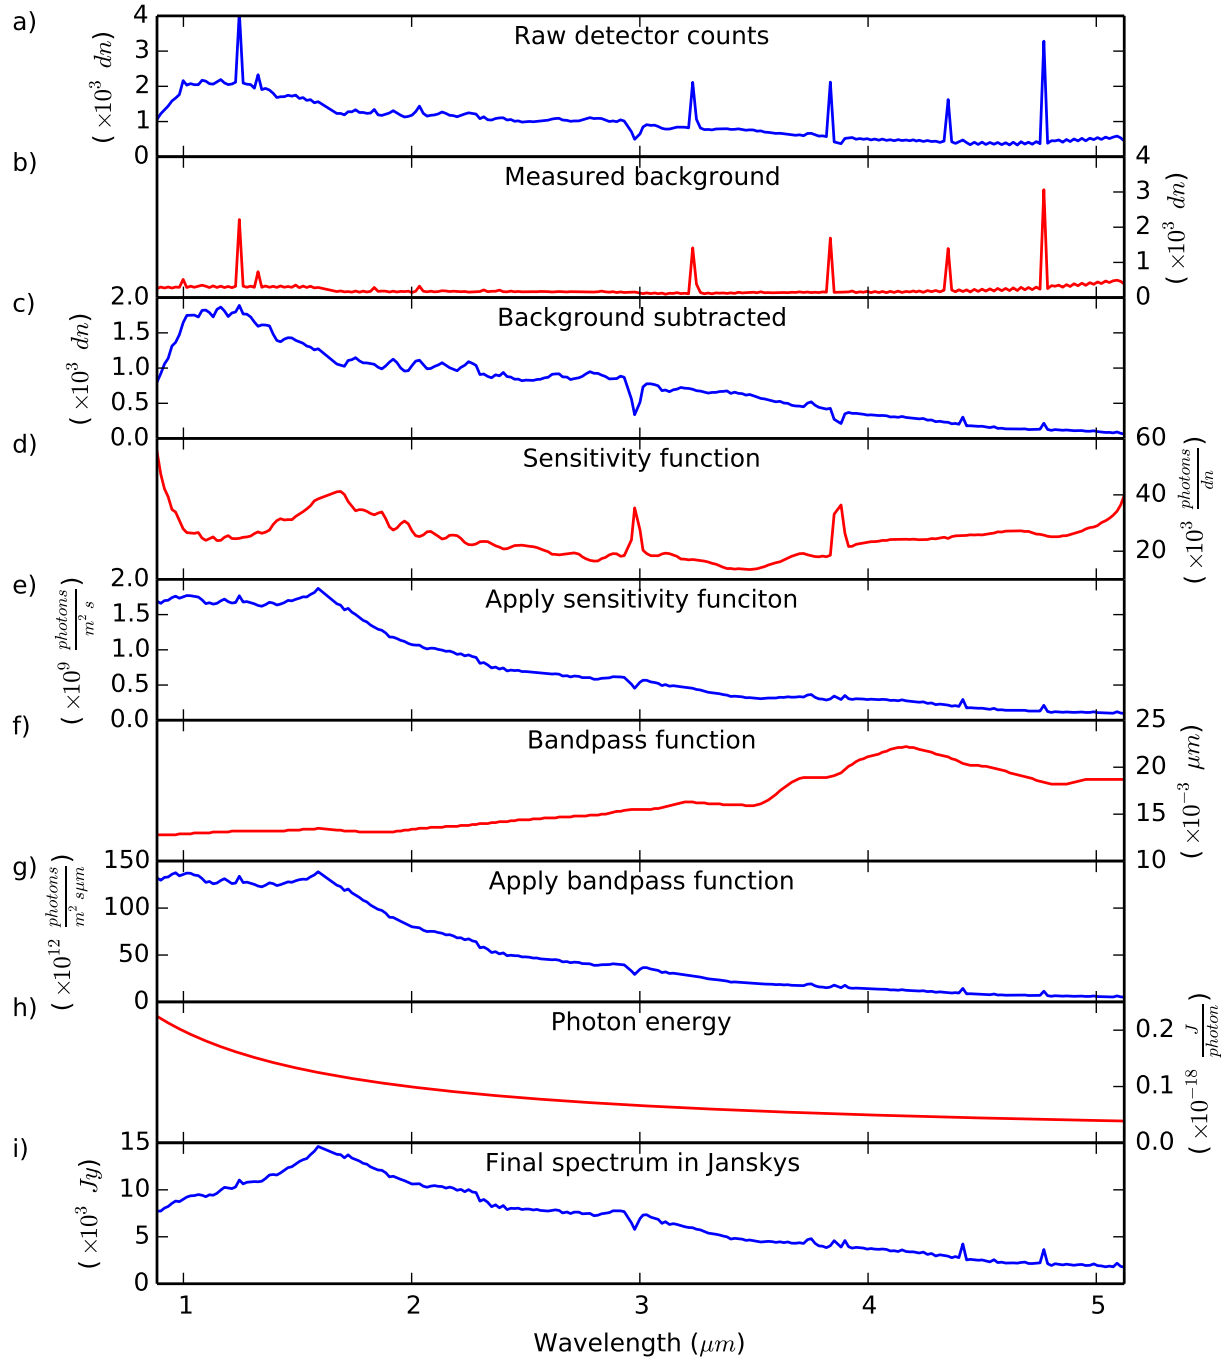 a)
Raw detector counts
4
3
2
1
0
( ×10³ dn)
b)
Measured background
4
3
2
1
0
( ×10³ dn)
c)
Background subtracted
2.0
1.5
1.0
0.5
0.0
( ×10³ dn)
d)
Sensitivity function
60
40
20
( ×10³ photons/dn)
e)
Apply sensitivity funciton
2.0
1.5
1.0
0.5
0.0
( ×10⁹ photons/m² s)
f)
Bandpass function
25
20
15
10
( ×10⁻³ μm)
g)
Apply bandpass function
150
100
50
0
( ×10¹² photons/m² sμm)
h)
Photon energy
0.2
0.1
0.0
( ×10⁻¹⁸ J/photon)
i)
Final spectrum in Janskys
15
10
5
0
( ×10³ Jy)
1 2 3 4 5
Wavelength (μm)